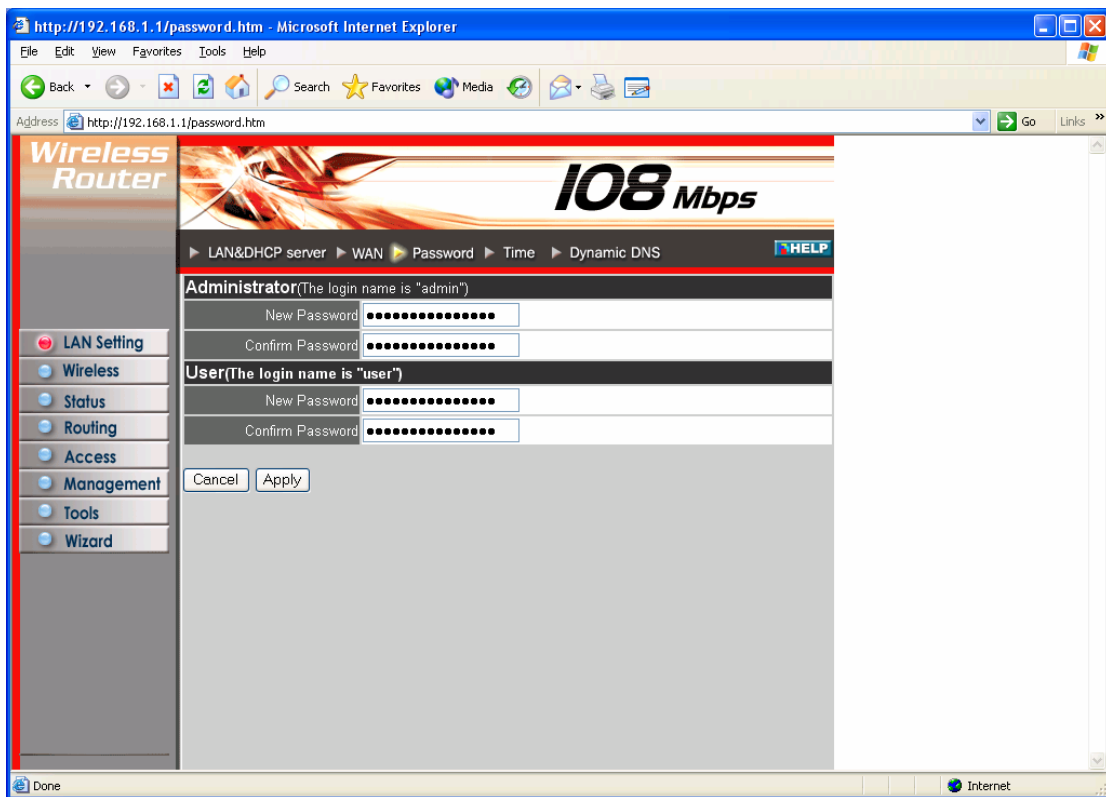 http://192.168.1.1/password.htm - Microsoft Internet Explorer
File Edit View Favorites Tools Help
Back Search Favorites Media
Address http://192.168.1.1/password.htm Go Links »
Wireless
Router
108 Mbps
LAN&DHCP server WAN Password Time Dynamic DNS HELP
Administrator(The login name is "admin")
New Password •••••••••••••••
Confirm Password •••••••••••••••
User(The login name is "user")
New Password •••••••••••••••
Confirm Password •••••••••••••••
Cancel Apply
LAN Setting
Wireless
Status
Routing
Access
Management
Tools
Wizard
Done Internet